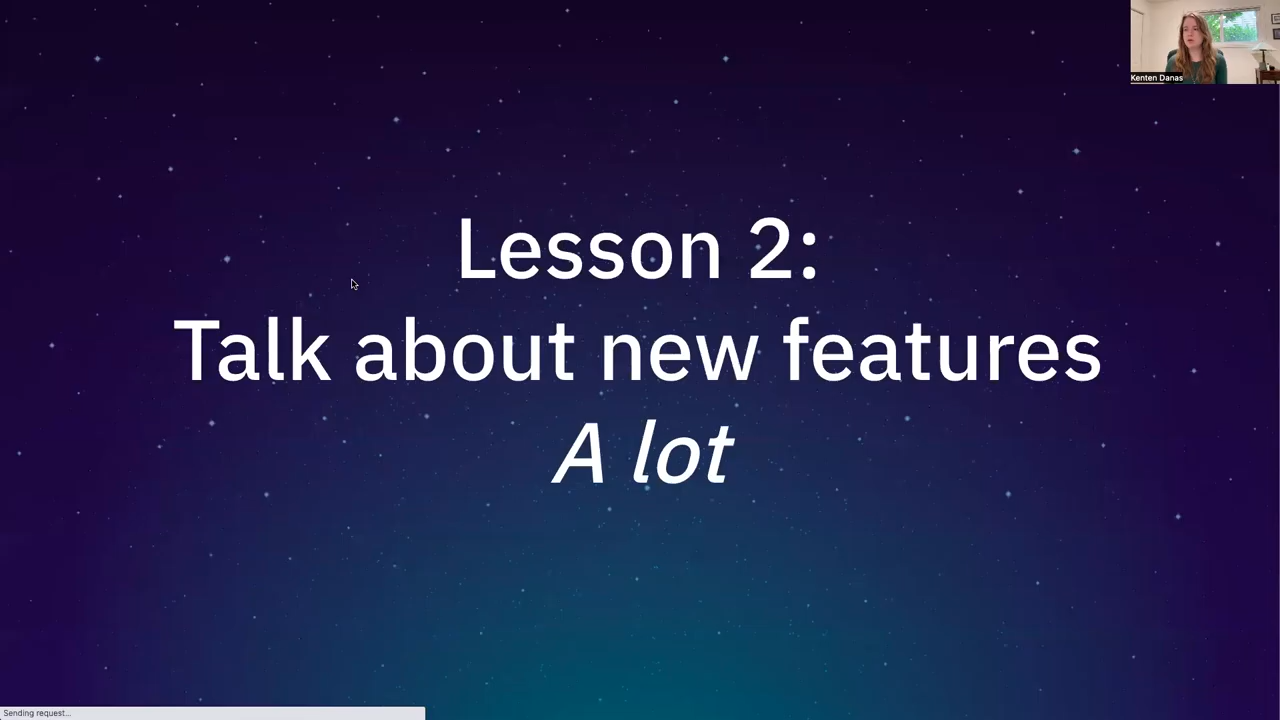 Kenten Danas
Lesson 2:
Talk about new features
A lot
Sending request...